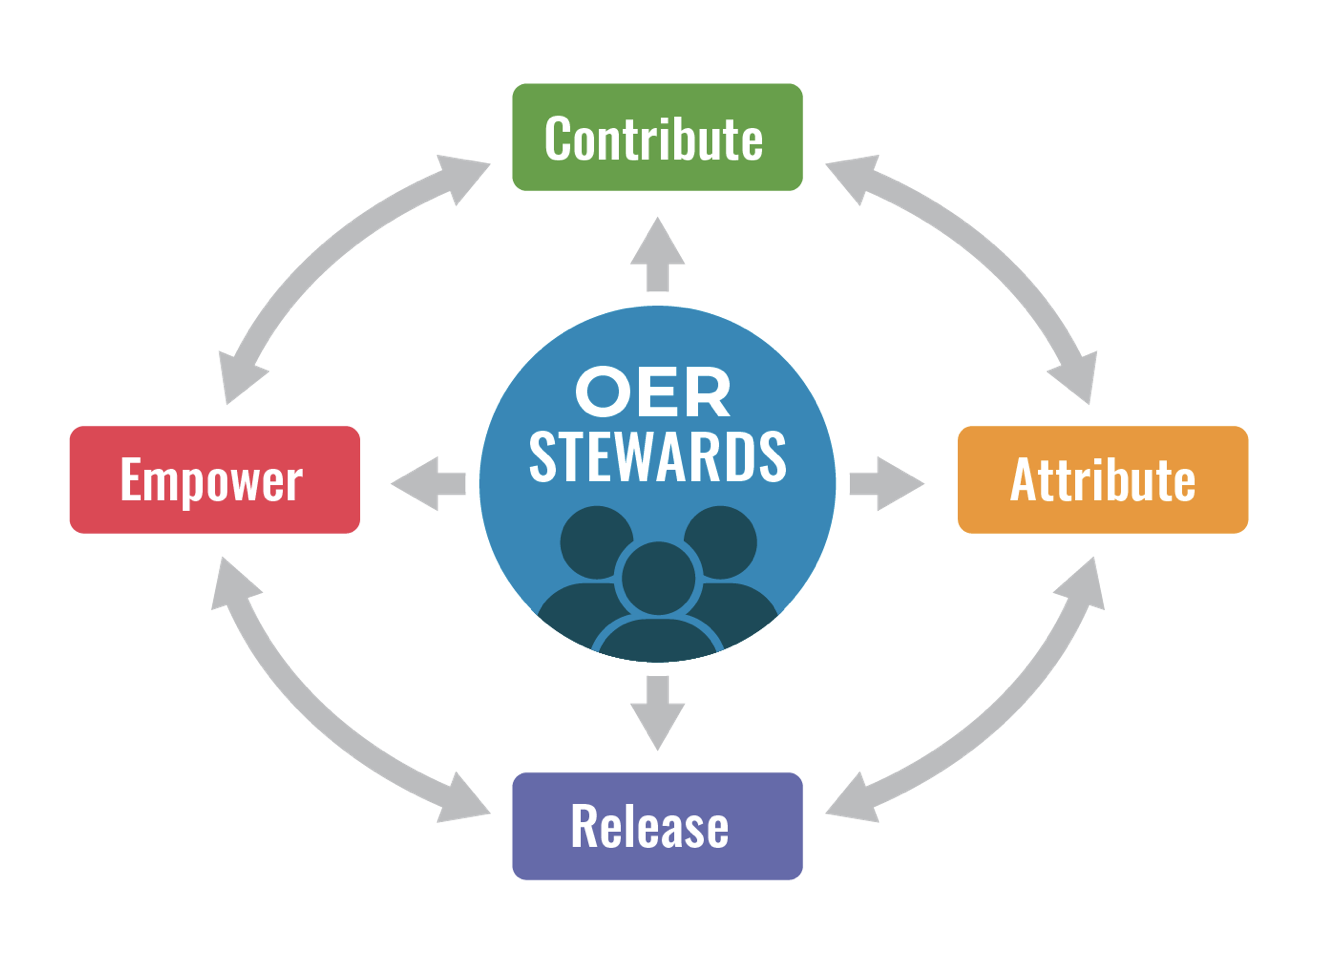 Contribute
OER
STEWARDS
Empower
Attribute
Release